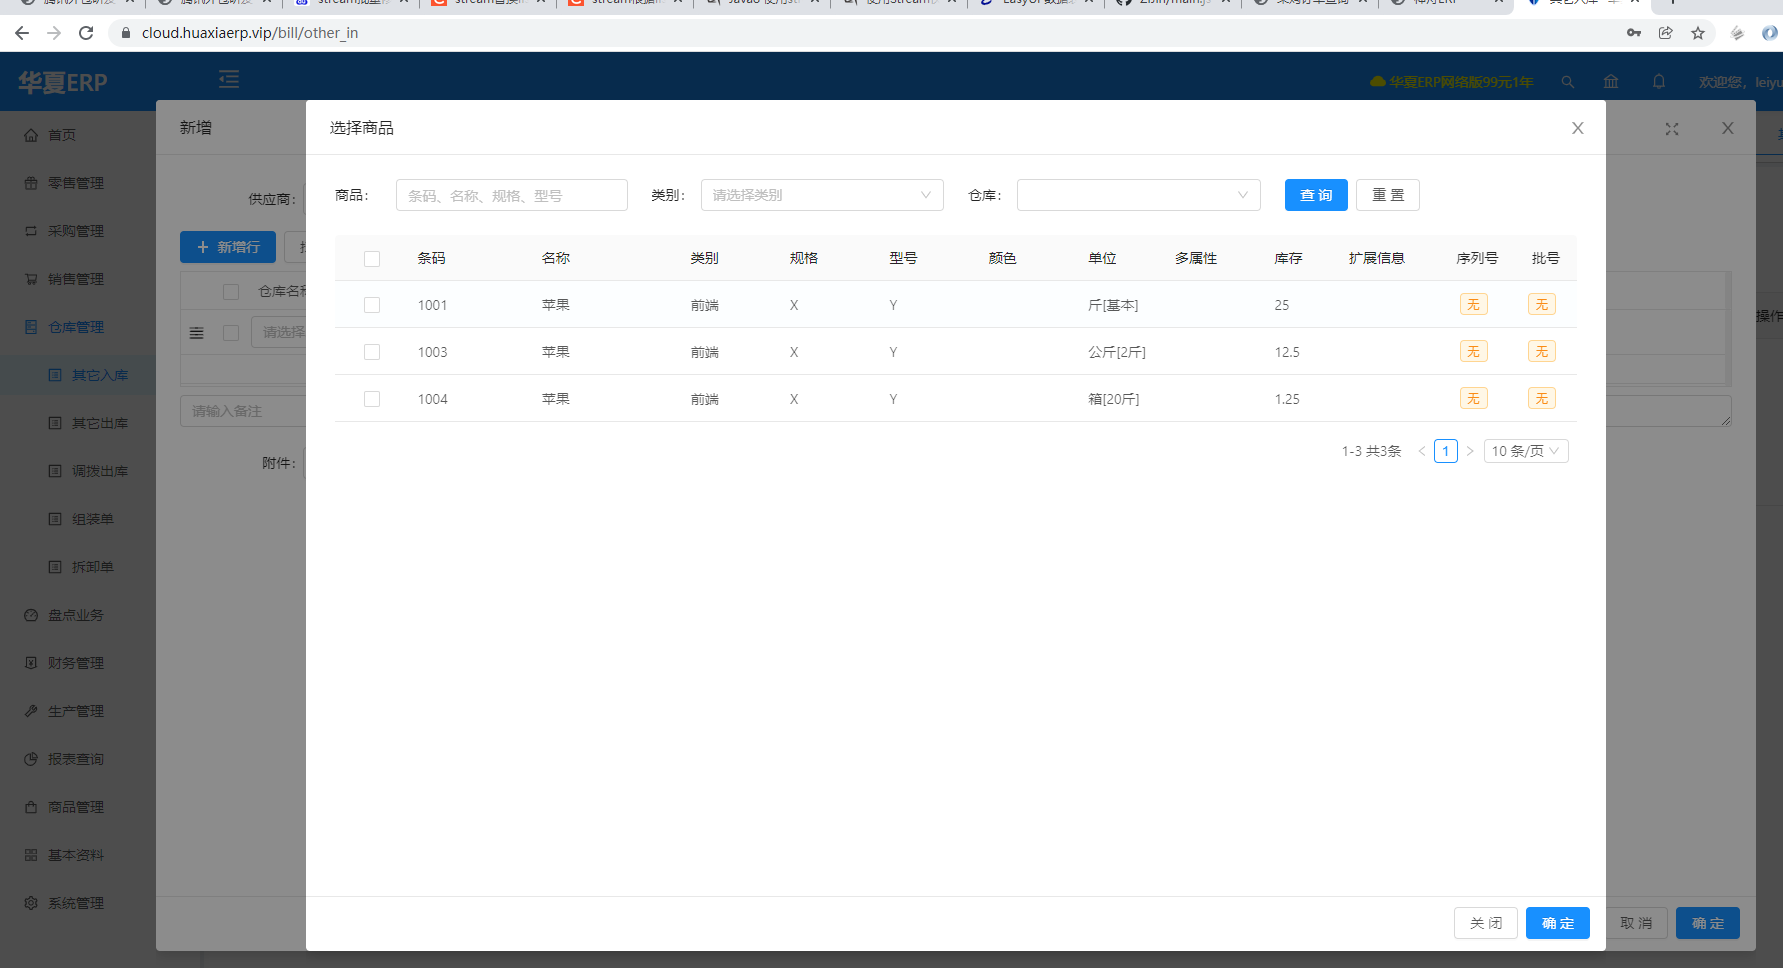 cloud.huaxiaerp.vip/bill/other_in
华夏ERP
华夏ERP网络版99元1年
欢迎您，leiyu
首页
零售管理
采购管理
销售管理
仓库管理
其它入库
其它出库
调拨出库
组装单
拆卸单
盘点业务
财务管理
生产管理
报表查询
商品管理
基本资料
系统管理
新增
供应商：
新增行
仓库名称
请选择
请输入备注
附件：
操作
选择商品
商品： 条码、名称、规格、型号 类别： 请选择类别 仓库： 查 询 重 置
条码 名称 类别 规格 型号 颜色 单位 多属性 库存 扩展信息 序列号 批号
1001 苹果 前端 X Y 斤[基本] 25 无 无
1003 苹果 前端 X Y 公斤[2斤] 12.5 无 无
1004 苹果 前端 X Y 箱[20斤] 1.25 无 无
1-3 共3条 1 10 条/页
关 闭 确 定 取 消 确 定